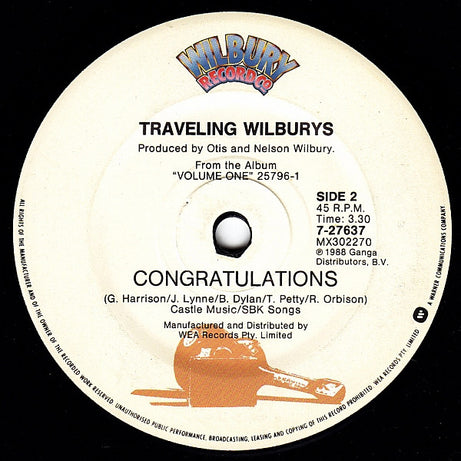 WILBURY
RECORD CO.
TRAVELING WILBURYS
Produced by Otis and Nelson Wilbury.
From the Album
"VOLUME ONE" 25796-1
SIDE 2
45 R.P.M.
Time: 3.30
7-27637
MX302270
℗ 1988 Ganga
Distributors, B.V.
CONGRATULATIONS
(G. Harrison/J. Lynne/B. Dylan/T. Petty/R. Orbison)
Castle Music/SBK Songs
Manufactured and Distributed by
WEA Records Pty. Limited
ALL RIGHTS OF THE MANUFACTURER AND OF THE OWNER OF THE RECORDED WORK RESERVED. UNAUTHORISED PUBLIC PERFORMANCE, BROADCASTING, LEASING AND COPYING OF THIS RECORD PROHIBITED. WEA RECORDS PTY. LIMITED
A WARNER COMMUNICATIONS COMPANY.